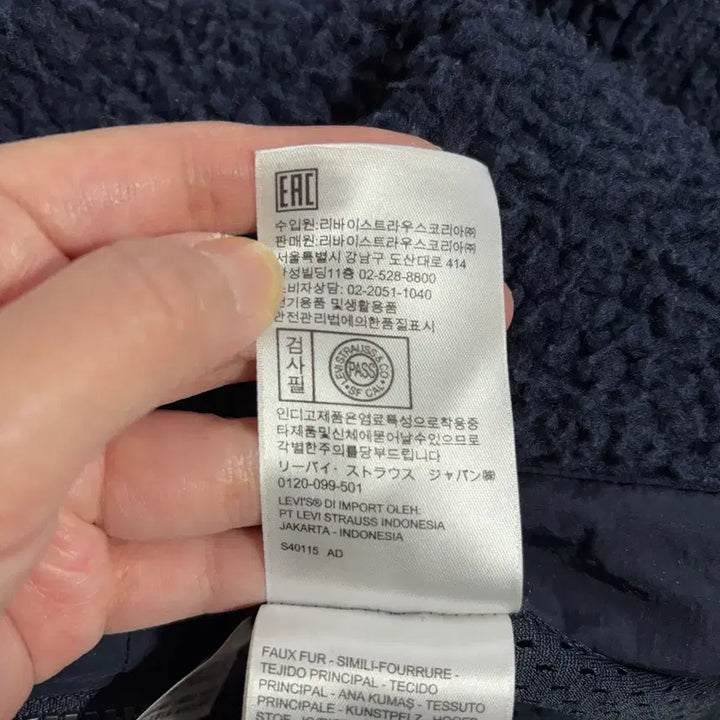 EAC
수입원:리바이스트라우스코리아㈜
판매원:리바이스트라우스코리아㈜
서울특별시 강남구 도산대로 414
성빌딩11층 02-528-8800
소비자상담: 02-2051-1040
전기용품 및생활용품
안전관리법에의한품질표시
검사필
LEVI STRAUSS & CO
PASS
SF CAL
인디고제품은염료특성으로착용중
타제품및신체에묻어날수있으므로
각별한주의를당부드립니다.
リーバイ・ストラウス ジャパン㈱
0120-099-501
LEVI'S® DI IMPORT OLEH:
PT LEVI STRAUSS INDONESIA
JAKARTA - INDONESIA
S40115 AD
FAUX FUR - SIMILI-FOURRURE -
TEJIDO PRINCIPAL - TECIDO
PRINCIPAL - ANA KUMAŞ - TESSUTO
PRINCIPALE - KUNSTPELZ